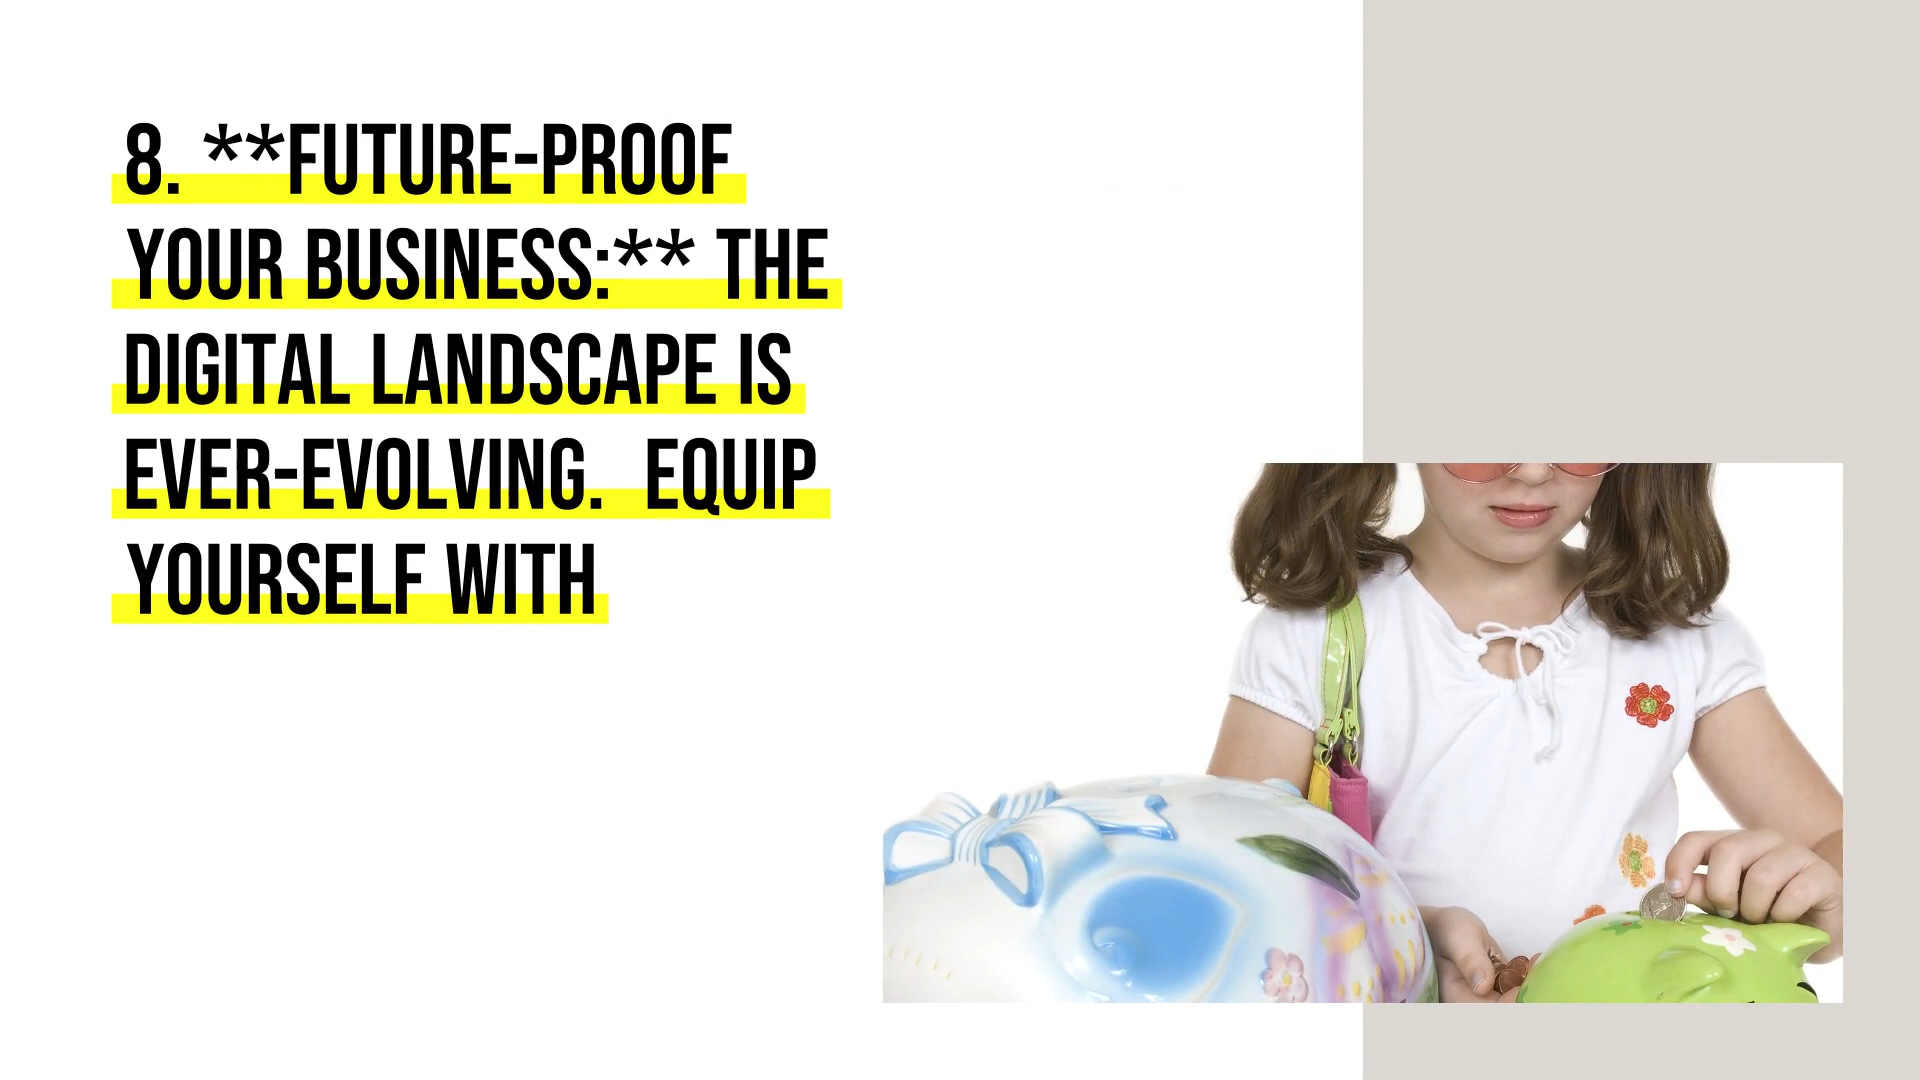 8. **FUTURE-PROOF
YOUR BUSINESS:** THE
DIGITAL LANDSCAPE IS
EVER-EVOLVING.  EQUIP
YOURSELF WITH